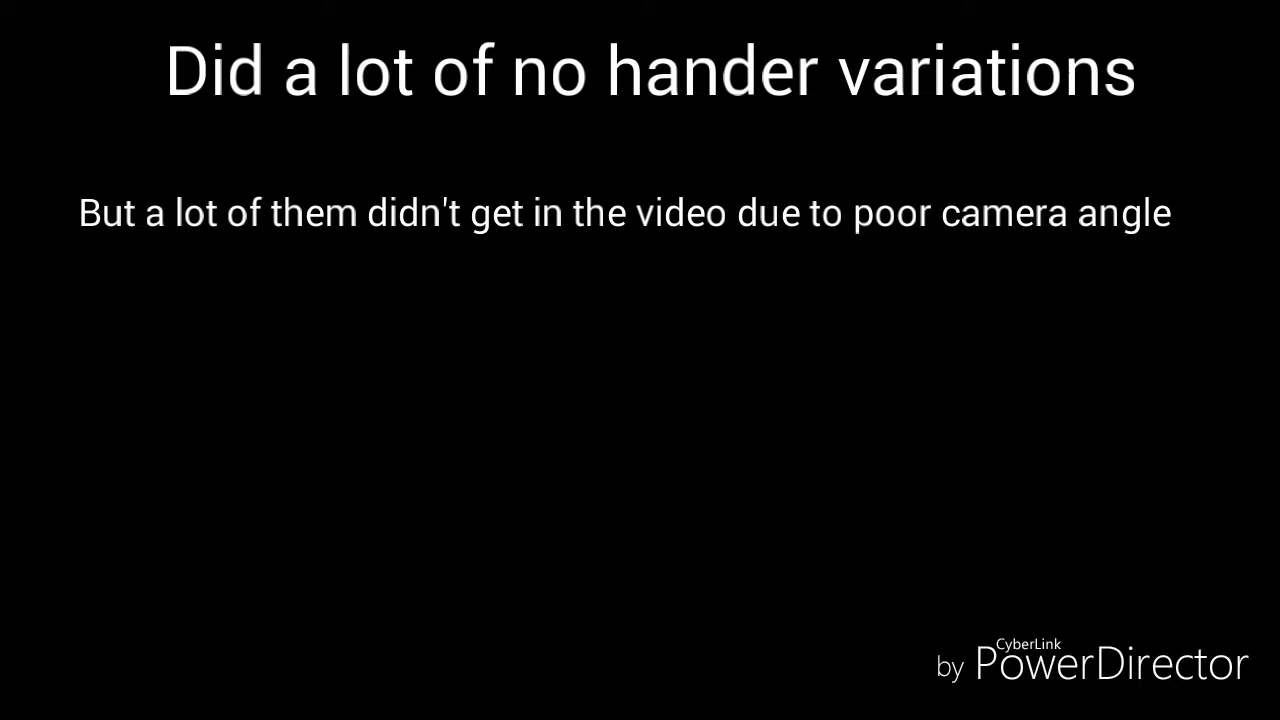 Did a lot of no hander variations
But a lot of them didn't get in the video due to poor camera angle
CyberLink
by PowerDirector